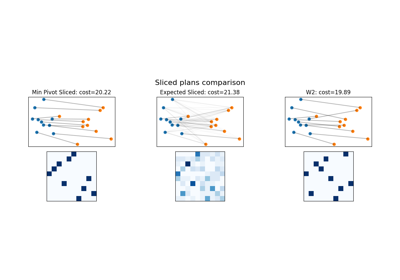 Sliced plans comparison
Min Pivot Sliced: cost=20.22
Expected Sliced: cost=21.38
W2: cost=19.89